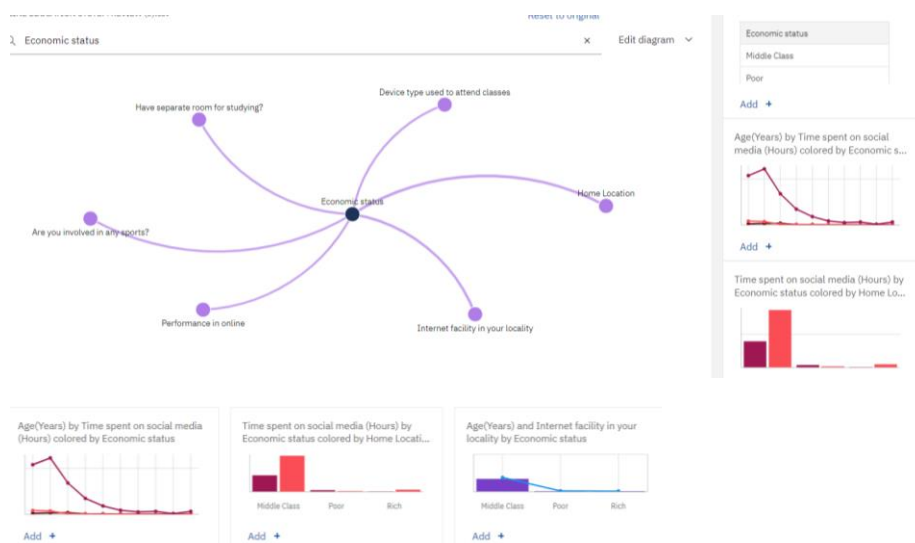 Reset to original
Economic status
×
Edit diagram
Have separate room for studying?
Device type used to attend classes
Economic status
Home Location
Are you involved in any sports?
Performance in online
Internet facility in your locality
Economic status
Middle Class
Poor
Add +
Age(Years) by Time spent on social
media (Hours) colored by Economic s...
Add +
Time spent on social media (Hours) by
Economic status colored by Home Lo...
Age(Years) by Time spent on social media
(Hours) colored by Economic status
Add +
Time spent on social media (Hours) by
Economic status colored by Home Locati...
Middle Class Poor Rich
Add +
Age(Years) and Internet facility in your
locality by Economic status
Middle Class Poor Rich
Add +